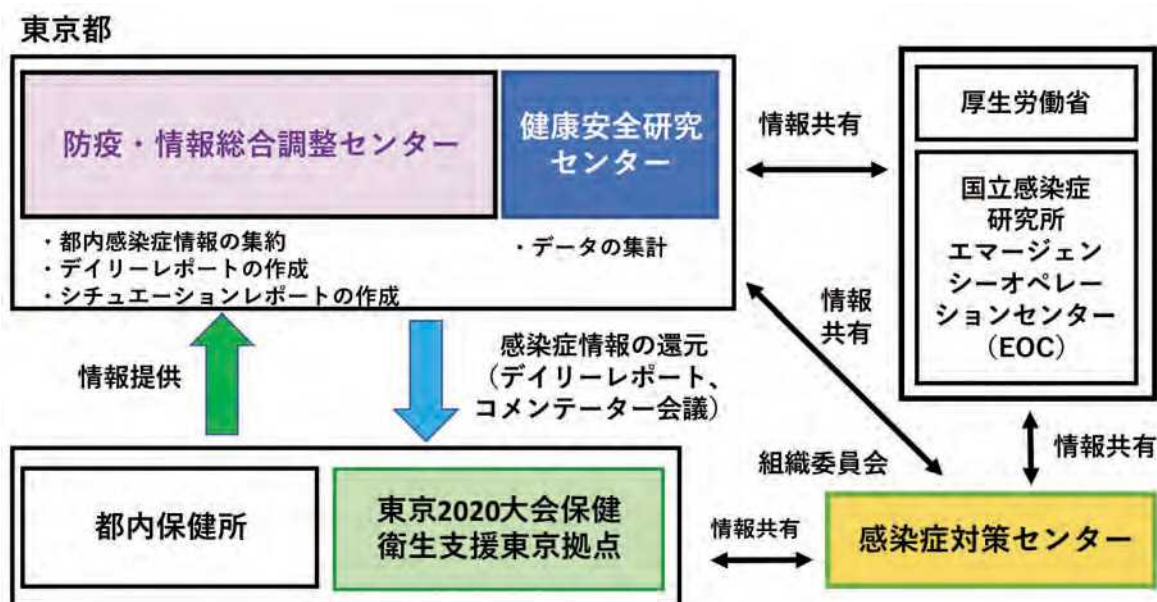 東京都
防疫・情報総合調整センター
健康安全研究
センター
・都内感染症情報の集約
・デイリーレポートの作成
・シチュエーションレポートの作成
・データの集計
情報共有
厚生労働省
国立感染症
研究所
エマージェン
シーオペレー
ションセンター
（EOC）
情報
共有
情報提供
感染症情報の還元
（デイリーレポート、
コメンテーター会議）
組織委員会
情報共有
都内保健所
東京2020大会保健
衛生支援東京拠点
情報共有
感染症対策センター